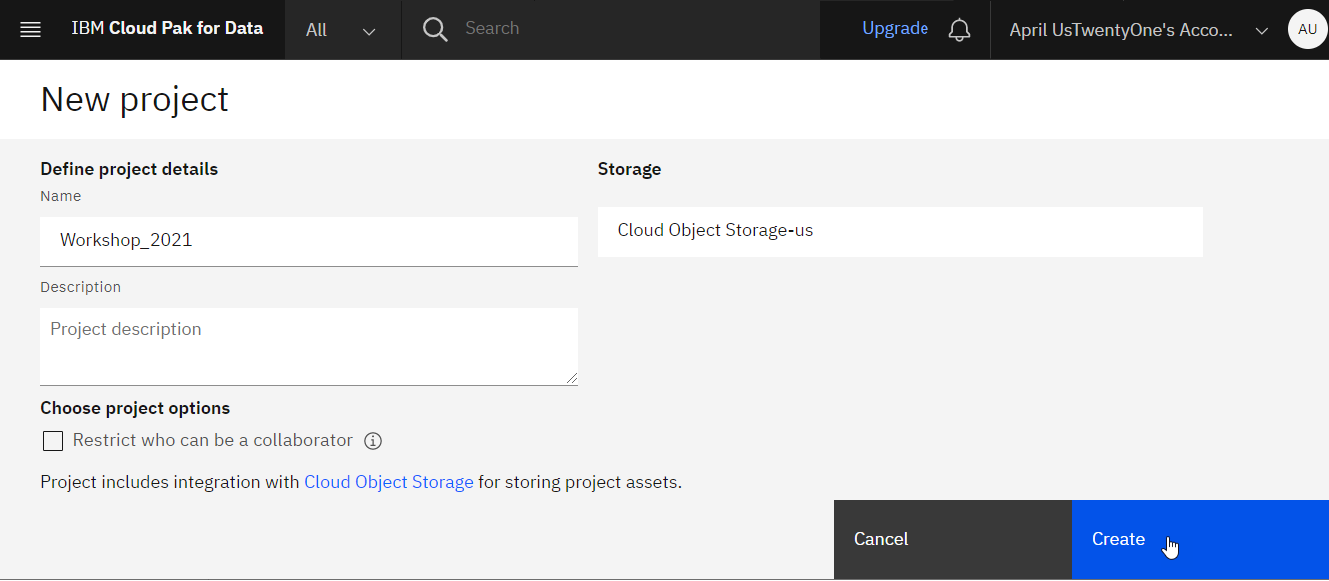 IBM Cloud Pak for Data
All
Search
Upgrade
April UsTwentyOne's Acco...
AU
New project
Define project details
Name
Workshop_2021
Description
Project description
Choose project options
Restrict who can be a collaborator
Project includes integration with Cloud Object Storage for storing project assets.
Storage
Cloud Object Storage-us
Cancel
Create